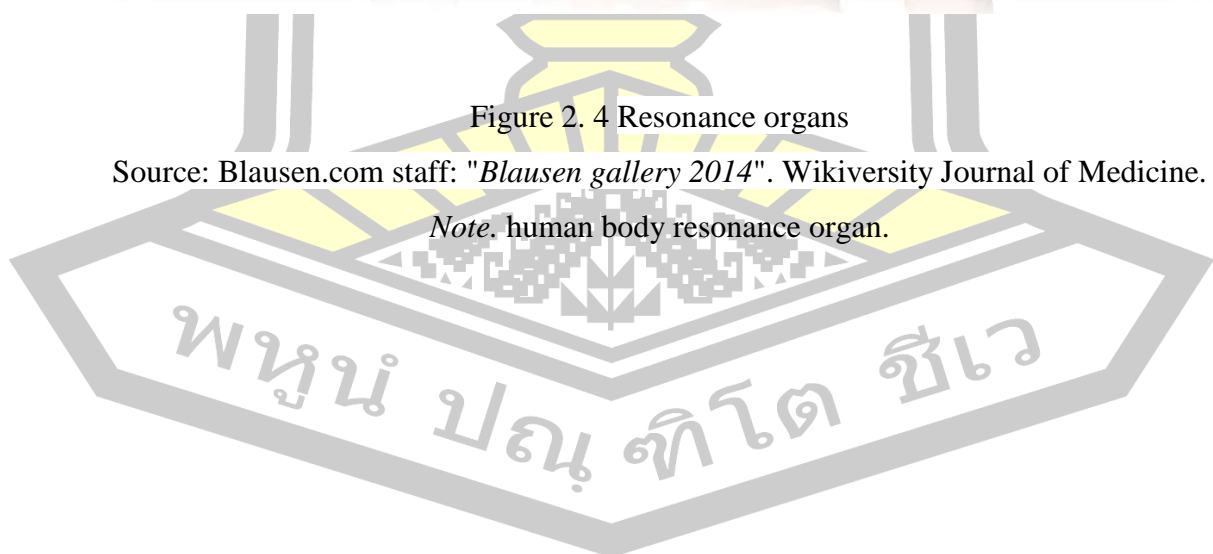 Figure 2. 4 Resonance organs
Source: Blausen.com staff: "Blausen gallery 2014". Wikiversity Journal of Medicine.
Note. human body resonance organ.
พหูนํ ปณฺฑิโต ชีเว